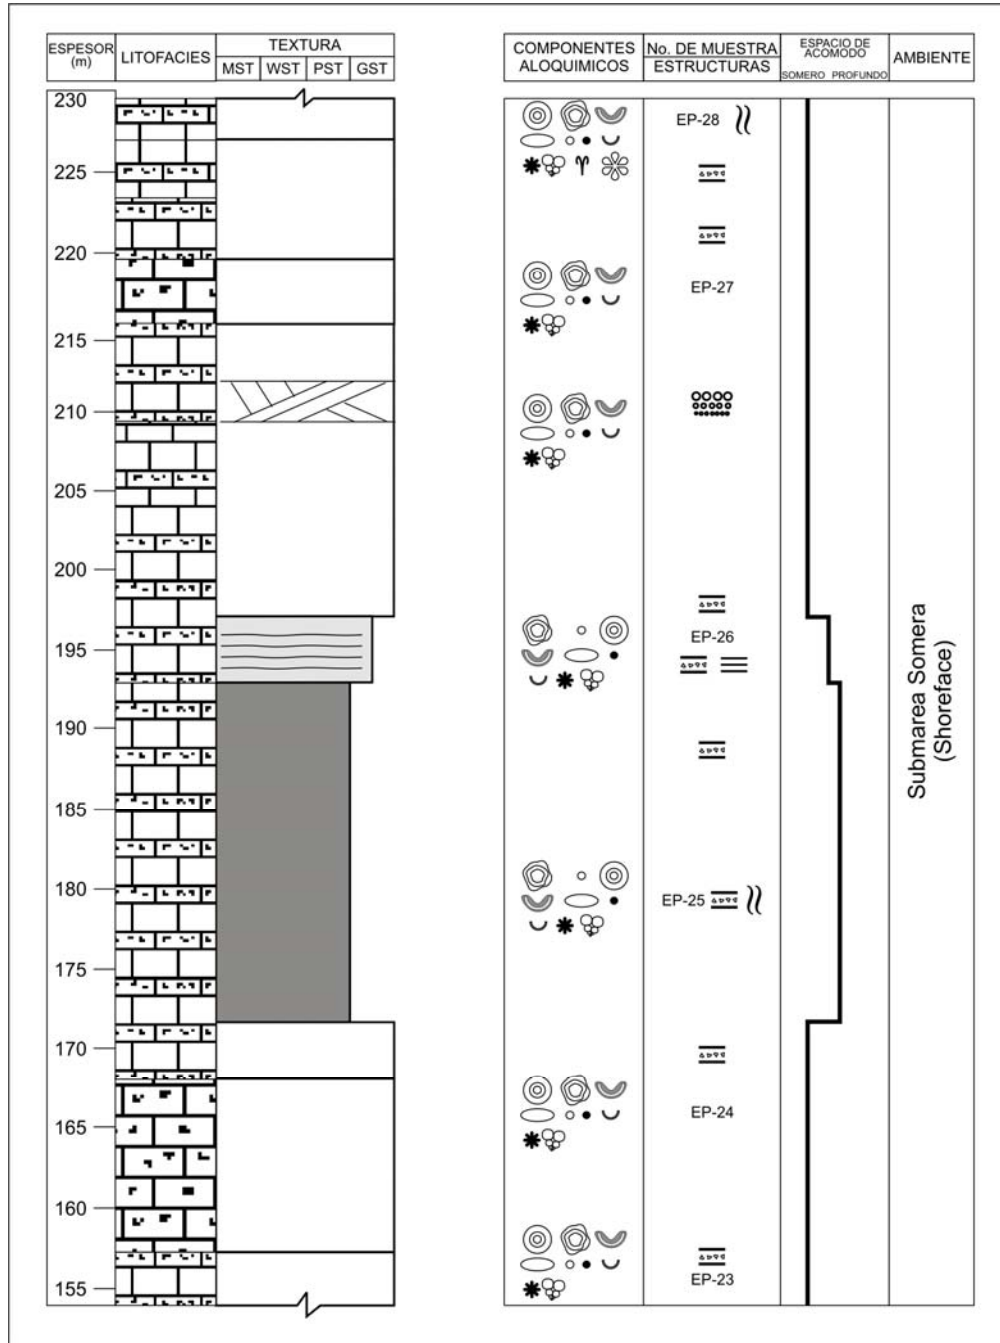 ESPESOR
(m)
LITOFACIES
TEXTURA
MST WST PST GST
COMPONENTES
ALOQUIMICOS
No. DE MUESTRA
ESTRUCTURAS
ESPACIO DE
ACOMODO
SOMERO PROFUNDO
AMBIENTE
230
225
220
215
210
205
200
195
190
185
180
175
170
165
160
155
EP-28
EP-27
EP-26
EP-25
EP-24
EP-23
Submarea Somera
(Shoreface)